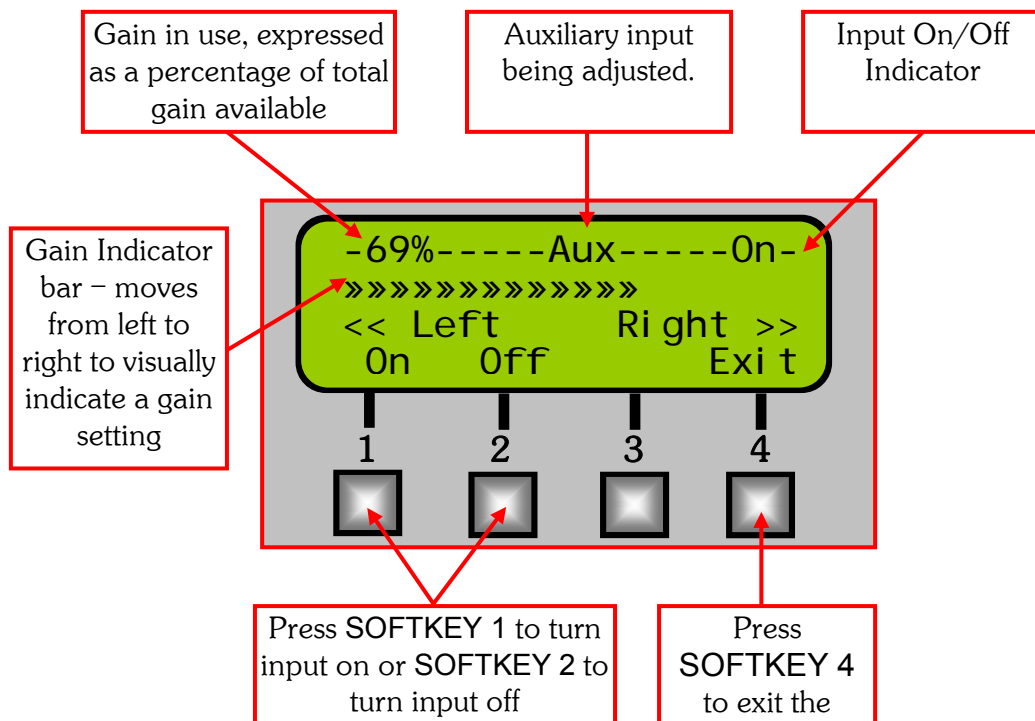 Gain in use, expressed
as a percentage of total
gain available
Auxiliary input
being adjusted.
Input On/Off
Indicator
Gain Indicator
bar – moves
from left to
right to visually
indicate a gain
setting
-69%-----Aux-----On-
»»»»»»»»»»»»»
<< Left Right >>
On Off Exit
1 2 3 4
Press SOFTKEY 1 to turn
input on or SOFTKEY 2 to
turn input off
Press
SOFTKEY 4
to exit the